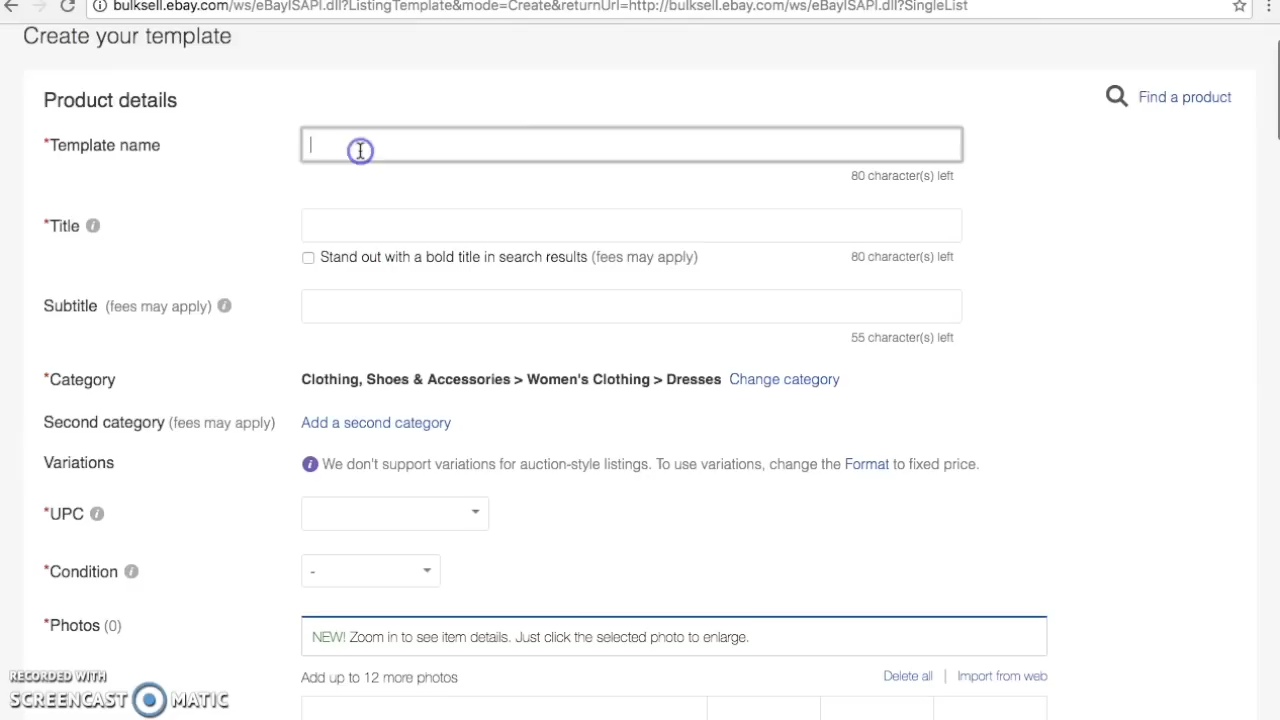 bulksell.ebay.com/ws/eBayISAPI.dll?ListingTemplate&mode=Create&returnUrl=http://bulksell.ebay.com/ws/eBayISAPI.dll?SingleList
Create your template
Product details
Find a product
*Template name
80 character(s) left
*Title
Stand out with a bold title in search results (fees may apply)
80 character(s) left
Subtitle (fees may apply)
55 character(s) left
*Category
Clothing, Shoes & Accessories > Women's Clothing > Dresses Change category
Second category (fees may apply)
Add a second category
Variations
We don't support variations for auction-style listings. To use variations, change the Format to fixed price.
*UPC
*Condition
-
*Photos (0)
NEW! Zoom in to see item details. Just click the selected photo to enlarge.
Add up to 12 more photos
Delete all | Import from web
RECORDED WITH
SCREENCAST MATIC